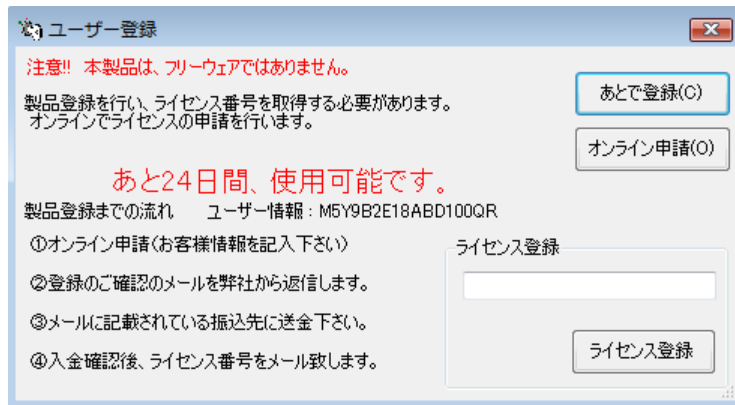 ユーザー登録
注意!! 本製品は、フリーウェアではありません。
製品登録を行い、ライセンス番号を取得する必要があります。
オンラインでライセンスの申請を行います。
あとで登録(C)
オンライン申請(O)
あと24日間、使用可能です。
製品登録までの流れ ユーザー情報：M5Y9B2E18ABD100QR
①オンライン申請(お客様情報を記入下さい)
②登録のご確認のメールを弊社から返信します。
③メールに記載されている振込先に送金下さい。
④入金確認後、ライセンス番号をメール致します。
ライセンス登録
ライセンス登録